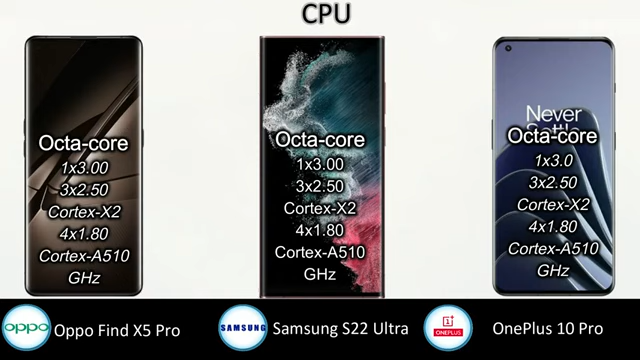 CPU
Octa-core
1x3.00
3x2.50
Cortex-X2
4x1.80
Cortex-A510
GHz
Octa-core
1x3.00
3x2.50
Cortex-X2
4x1.80
Cortex-A510
GHz
Never
Settle
Octa-core
1x3.0
3x2.50
Cortex-X2
4x1.80
Cortex-A510
GHz
oppo Oppo Find X5 Pro
SAMSUNG Samsung S22 Ultra
1 ONEPLUS OnePlus 10 Pro